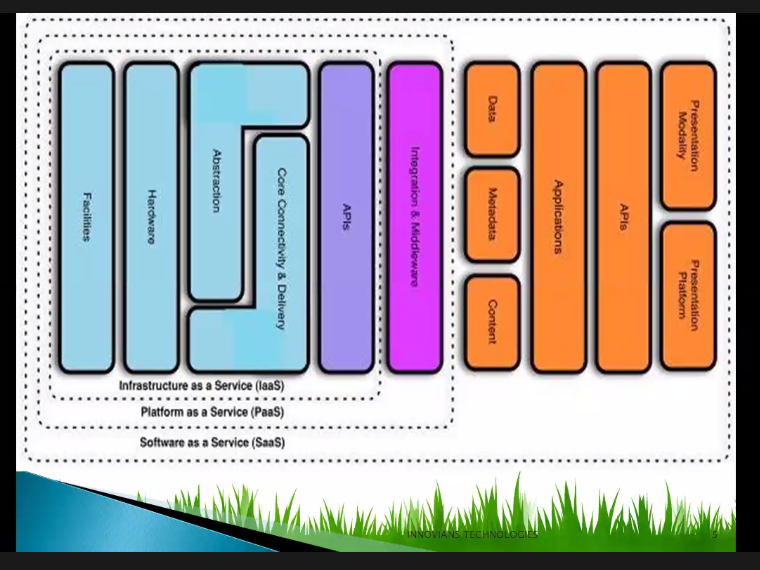 Facilities
Hardware
Abstraction
Core Connectivity & Delivery
APIs
Integration & Middleware
Data
Metadata
Content
Applications
APIs
Presentation
Modality
Presentation
Platform
Infrastructure as a Service (IaaS)
Platform as a Service (PaaS)
Software as a Service (SaaS)
INNOVIANS TECHNOLOGIES
5